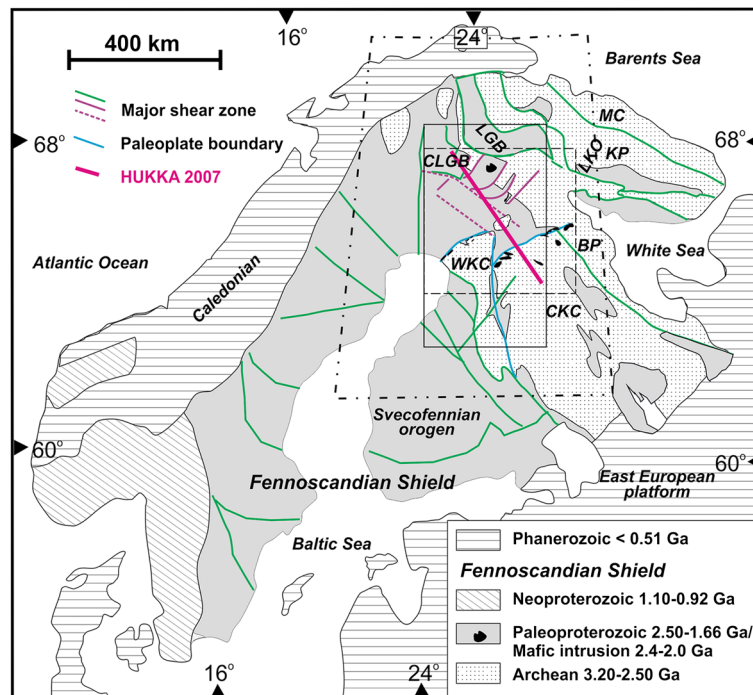 16°
24°
400 km
Barents Sea
Major shear zone
Paleoplate boundary
HUKKA 2007
68°
68°
MC
LGB
KP
LKO
CLGB
Atlantic Ocean
Caledonian
WKC
BP
White Sea
CKC
Svecofennian
orogen
60°
60°
Fennoscandian Shield
East European
platform
Baltic Sea
Phanerozoic < 0.51 Ga
Fennoscandian Shield
Neoproterozoic 1.10-0.92 Ga
Paleoproterozoic 2.50-1.66 Ga/
Mafic intrusion 2.4-2.0 Ga
Archean 3.20-2.50 Ga
16°
24°